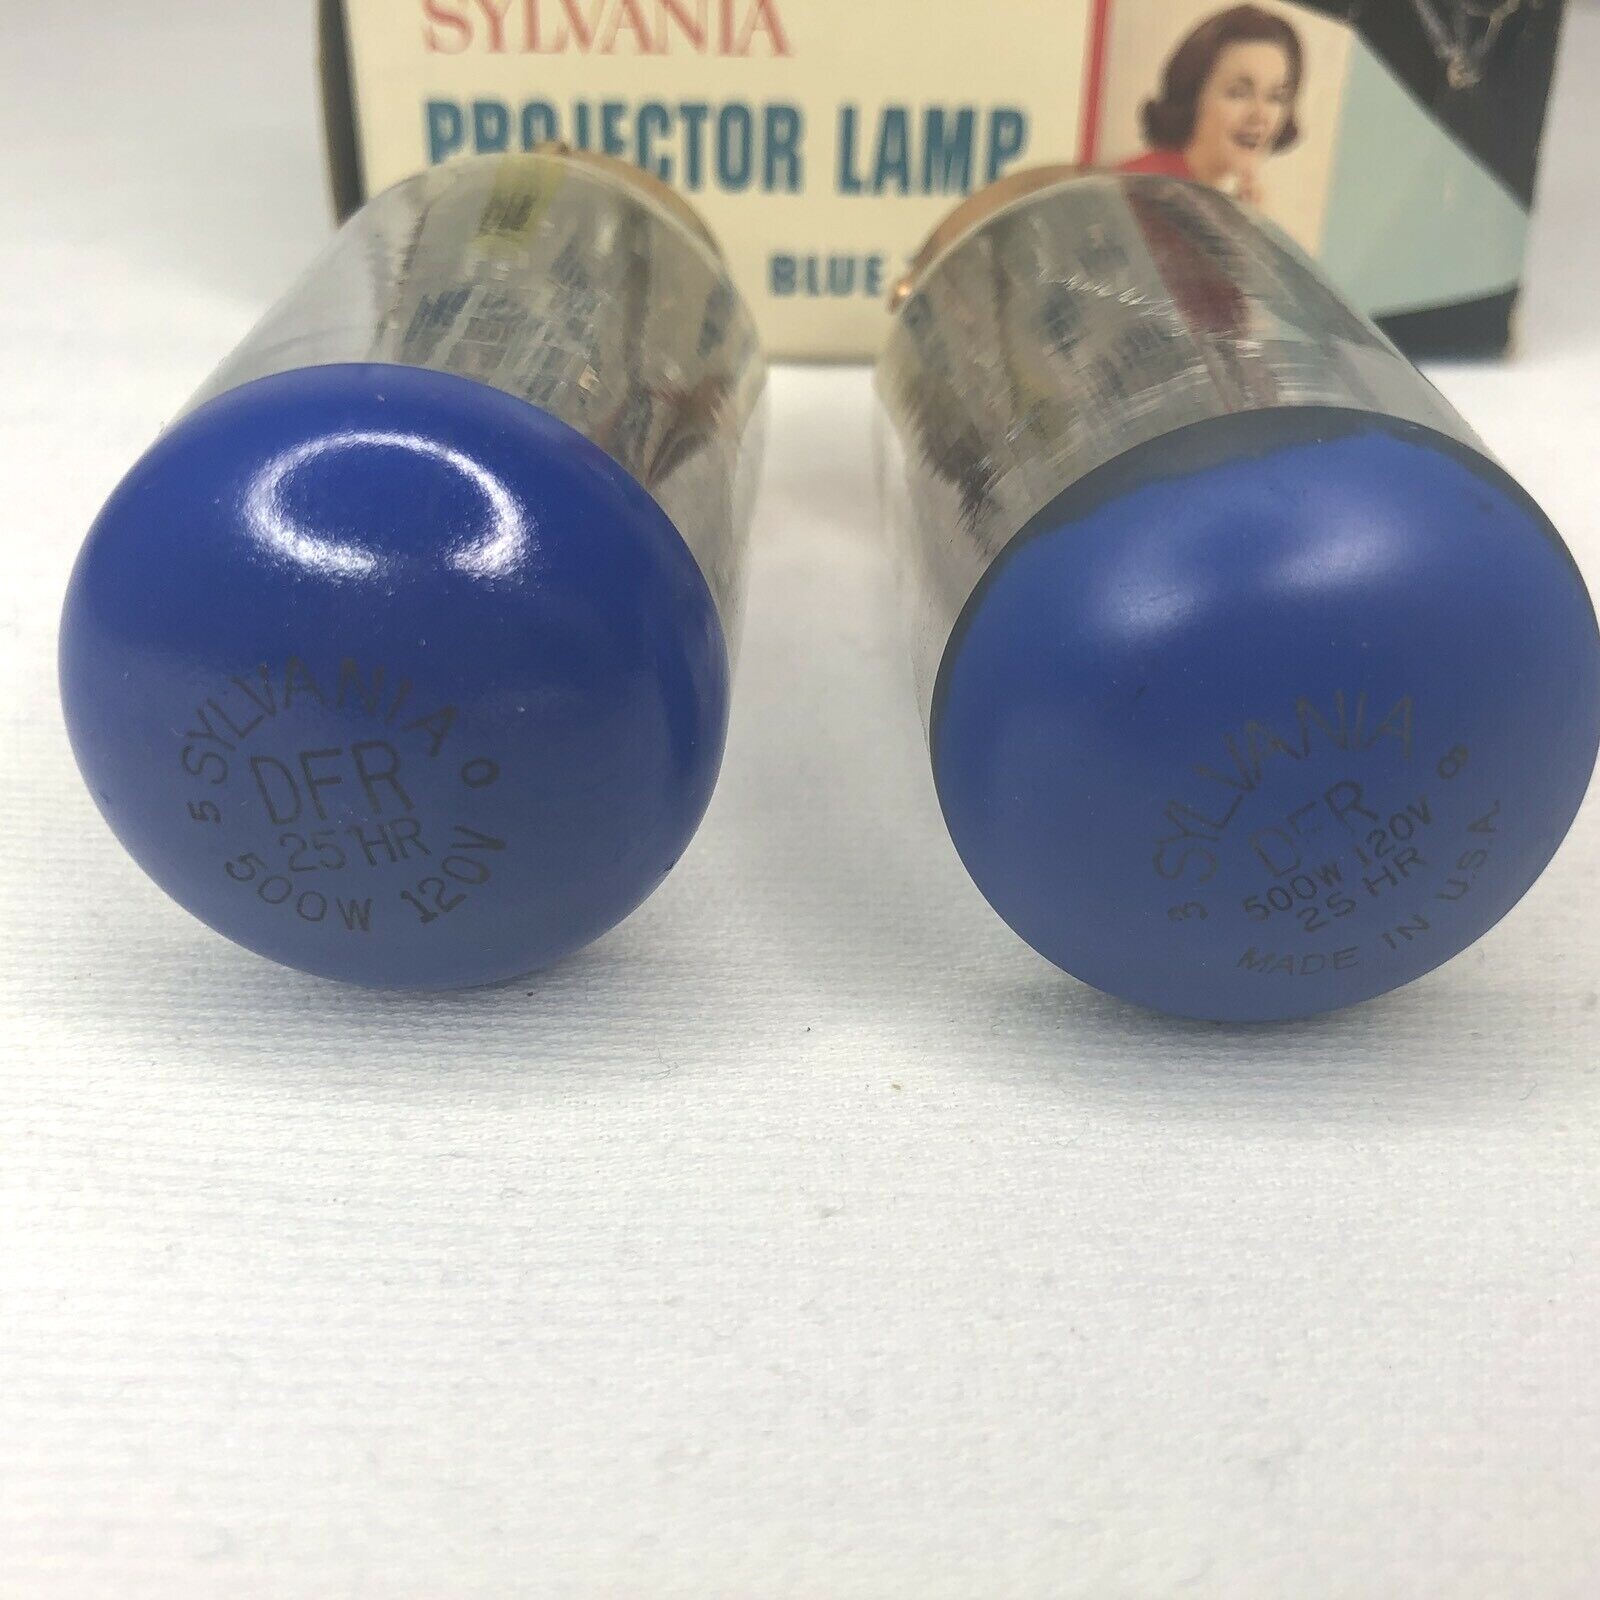 SYLVANIA
PROJECTOR LAMP
BLUE
SYLVANIA
5 DFR 0
25 HR
500W 120V
SYLVANIA
3 DFR 8
500W 120V
25 HR
MADE IN U.S.A.